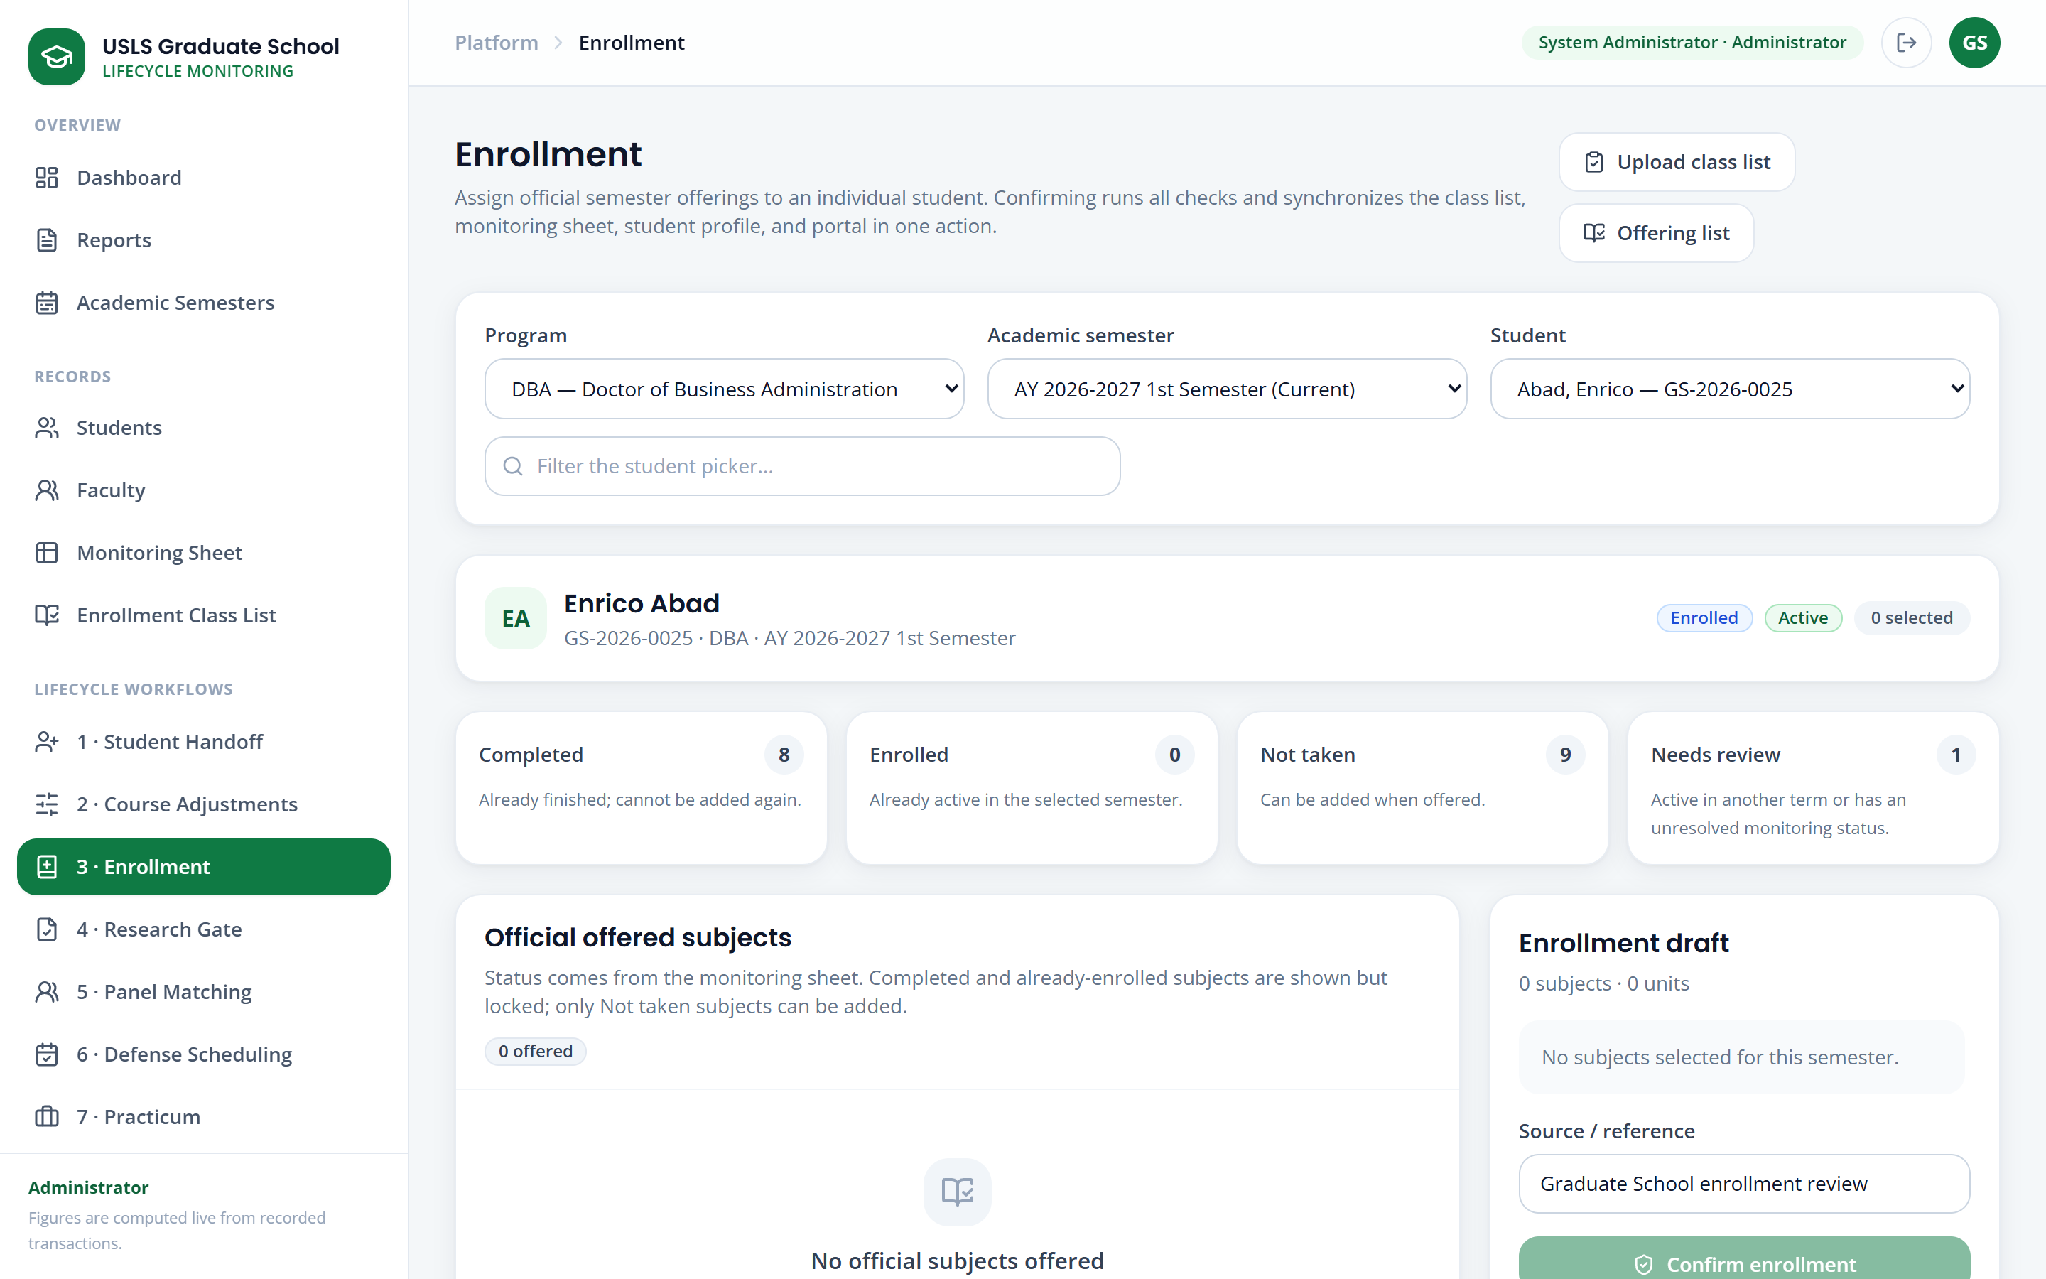 USLS Graduate School
LIFECYCLE MONITORING
OVERVIEW
Dashboard
Reports
Academic Semesters
RECORDS
Students
Faculty
Monitoring Sheet
Enrollment Class List
LIFECYCLE WORKFLOWS
1 · Student Handoff
2 · Course Adjustments
3 · Enrollment
4 · Research Gate
5 · Panel Matching
6 · Defense Scheduling
7 · Practicum
Administrator
Figures are computed live from recorded
transactions.
Platform > Enrollment
System Administrator · Administrator
GS
Enrollment
Assign official semester offerings to an individual student. Confirming runs all checks and synchronizes the class list,
monitoring sheet, student profile, and portal in one action.
Upload class list
Offering list
Program
DBA — Doctor of Business Administration
Academic semester
AY 2026-2027 1st Semester (Current)
Student
Abad, Enrico — GS-2026-0025
Filter the student picker...
EA
Enrico Abad
GS-2026-0025 · DBA · AY 2026-2027 1st Semester
Enrolled
Active
0 selected
Completed 8
Already finished; cannot be added again.
Enrolled 0
Already active in the selected semester.
Not taken 9
Can be added when offered.
Needs review 1
Active in another term or has an
unresolved monitoring status.
Official offered subjects
Status comes from the monitoring sheet. Completed and already-enrolled subjects are shown but
locked; only Not taken subjects can be added.
0 offered
No official subjects offered
Enrollment draft
0 subjects · 0 units
No subjects selected for this semester.
Source / reference
Graduate School enrollment review
Confirm enrollment